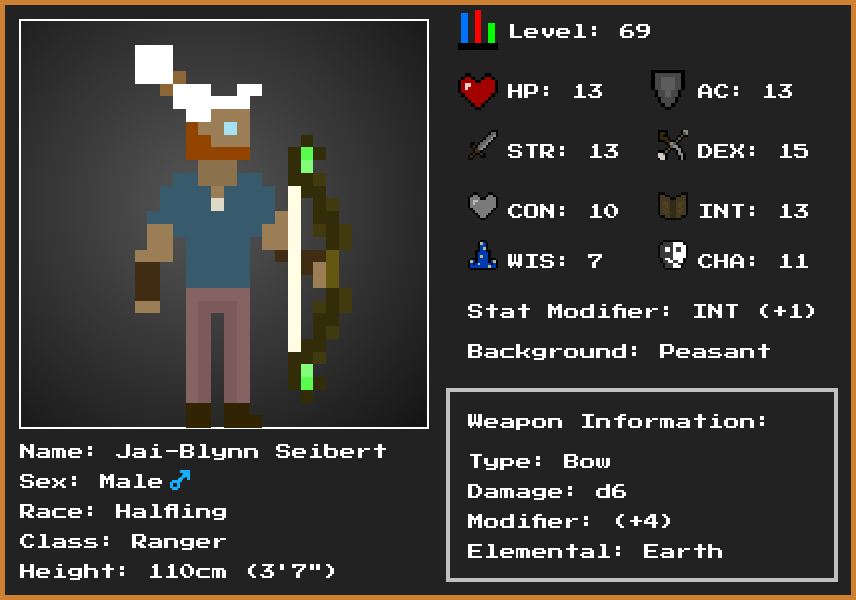 Level: 69
HP: 13 AC: 13
STR: 13 DEX: 15
CON: 10 INT: 13
WIS: 7 CHA: 11
Stat Modifier: INT (+1)
Background: Peasant
Weapon Information:
Type: Bow
Damage: d6
Modifier: (+4)
Elemental: Earth
Name: Jai-Blynn Seibert
Sex: Male ♂
Race: Halfling
Class: Ranger
Height: 110cm (3'7")